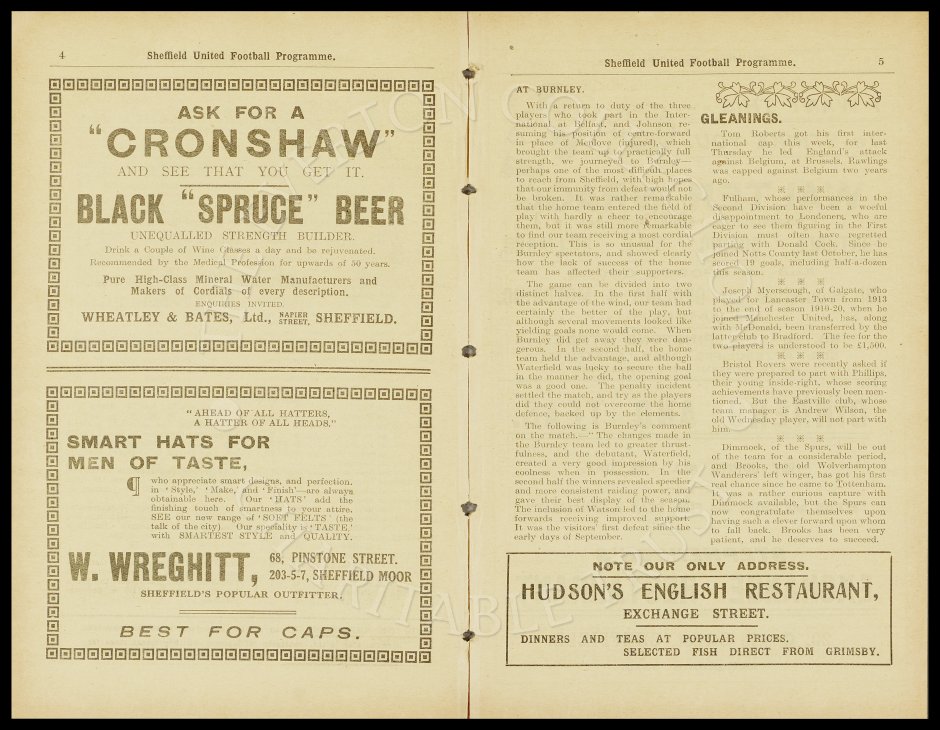 4
Sheffield United Football Programme.
ASK FOR A
"CRONSHAW"
AND SEE THAT YOU GET IT.
BLACK "SPRUCE" BEER
UNEQUALLED STRENGTH BUILDER.
Drink a Couple of Wine Glasses a day and be rejuvenated.
Recommended by the Medical Profession for upwards of 50 years.
Pure High-Class Mineral Water Manufacturers and
Makers of Cordials of every description.
ENQUIRIES INVITED.
WHEATLEY & BATES, Ltd., NAPIER STREET, SHEFFIELD.
"AHEAD OF ALL HATTERS,
A HATTER OF ALL HEADS,"
SMART HATS FOR
MEN OF TASTE,
¶ who appreciate smart designs, and perfection,
in 'Style,' 'Make,' and 'Finish'—are always
obtainable here. Our 'HATS' add the
finishing touch of smartness to your attire,
SEE our new range of 'SOFT FELTS' (the
talk of the city). Our speciality is 'TASTE'
with SMARTEST STYLE and QUALITY.
W. WREGHITT, 68, PINSTONE STREET.
203-5-7, SHEFFIELD MOOR
SHEFFIELD'S POPULAR OUTFITTER.
BEST FOR CAPS.
Sheffield United Football Programme.
5
AT BURNLEY.
With a return to duty of the three
players who took part in the Inter-
national at Belfast, and Johnson re-
suming his position of centre-forward
in place of Menlove (injured), which
brought the team up to practically full
strength, we journeyed to Burnley—
perhaps one of the most difficult places
to reach from Sheffield, with high hopes
that our immunity from defeat would not
be broken. It was rather remarkable
that the home team entered the field of
play with hardly a cheer to encourage
them, but it was still more remarkable
to find our team receiving a most cordial
reception. This is so unusual for the
Burnley spectators, and showed clearly
how the lack of success of the home
team has affected their supporters.
The game can be divided into two
distinct halves. In the first half with
the advantage of the wind, our team had
certainly the better of the play, but
although several movements looked like
yielding goals none would come. When
Burnley did get away they were dan-
gerous. In the second half, the home
team held the advantage, and although
Waterfield was lucky to secure the ball
in the manner he did, the opening goal
was a good one. The penalty incident
settled the match, and try as the players
did they could not overcome the home
defence, backed up by the elements.
The following is Burnley's comment
on the match.—"The changes made in
the Burnley team led to greater thrust-
fulness, and the debutant, Waterfield,
created a very good impression by his
coolness, when in possession. In the
second half the winners revealed speedier
and more consistent raiding power, and
gave their best display of the season.
The inclusion of Watson led to the home
forwards receiving improved support.
It was the visitors' first defeat since the
early days of September.
GLEANINGS.
Tom Roberts got his first inter-
national cap this week, for last
Thursday he led England's attack
against Belgium, at Brussels. Rawlings
was capped against Belgium two years
ago.
Fulham, whose performances in the
Second Division have been a woeful
disappointment to Londoners, who are
eager to see them figuring in the First
Division must often have regretted
parting with Donald Cock. Since he
joined Notts County last October, he has
scored 19 goals, including half-a-dozen
this season.
Joseph Myerscough, of Galgate, who
played for Lancaster Town from 1913
to the end of season 1919-20, when he
joined Manchester United, has, along
with McDonald, been transferred by the
latter club to Bradford. The fee for the
two players is understood to be £1,500.
Bristol Rovers were recently asked if
they were prepared to part with Phillips,
their young inside-right, whose scoring
achievements have previously been men-
tioned. But the Eastville club, whose
team manager is Andrew Wilson, the
old Wednesday player, will not part with
him.
Dimmock, of the Spurs, will be out
of the team for a considerable period,
and Brooks, the old Wolverhampton
Wanderers' left winger, has got his first
real chance since he came to Tottenham.
It was a rather curious capture with
Dimmock available, but the Spurs can
now congratulate themselves upon
having such a clever forward upon whom
to fall back. Brooks has been very
patient, and he deserves to succeed.
NOTE OUR ONLY ADDRESS.
HUDSON'S ENGLISH RESTAURANT,
EXCHANGE STREET.
DINNERS AND TEAS AT POPULAR PRICES.
SELECTED FISH DIRECT FROM GRIMSBY.